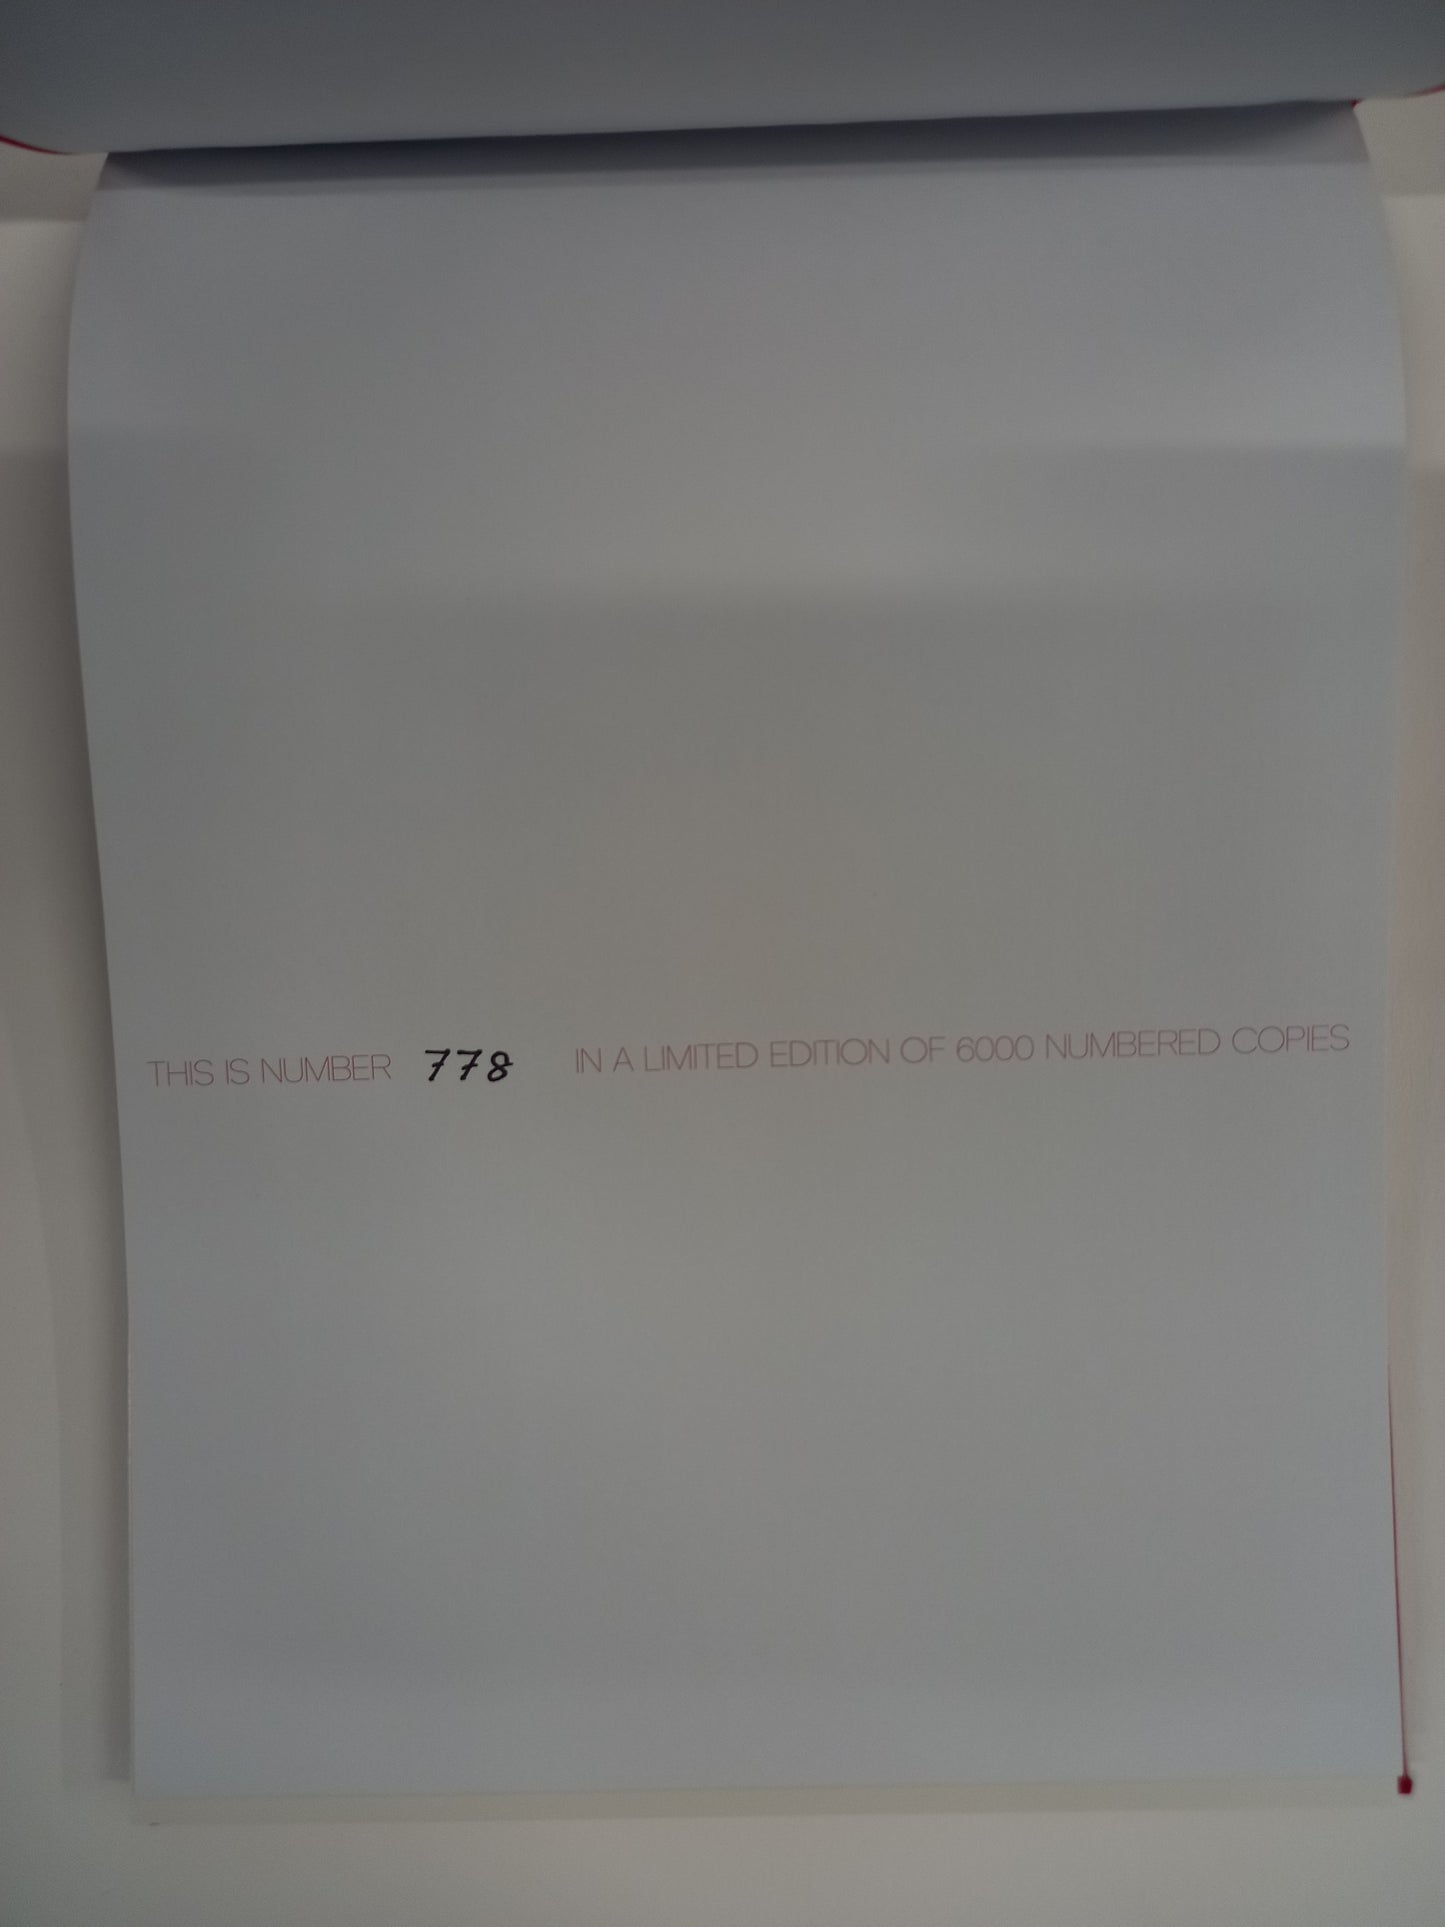 THIS IS NUMBER 778 IN A LIMITED EDITION OF 6000 NUMBERED COPIES